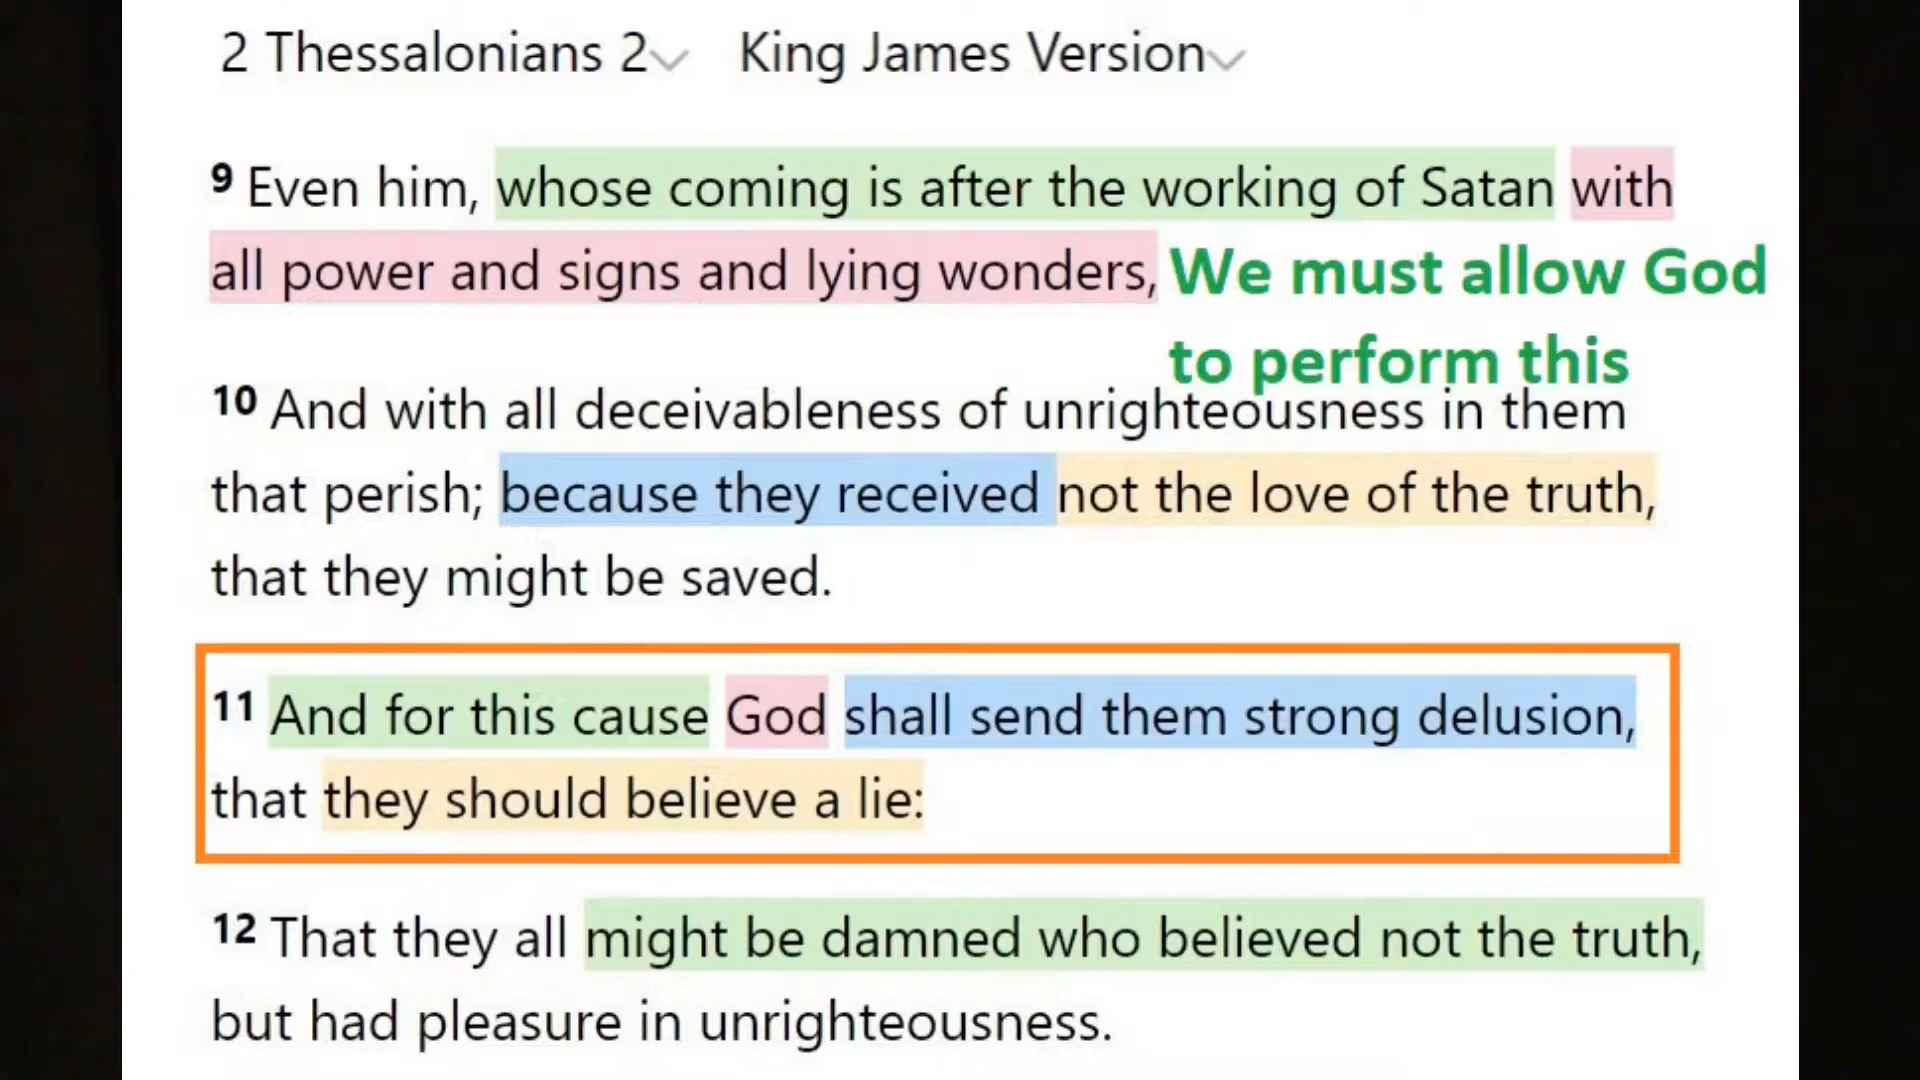 2 Thessalonians 2 King James Version
9 Even him, whose coming is after the working of Satan with
all power and signs and lying wonders, We must allow God
to perform this
10 And with all deceivableness of unrighteousness in them
that perish; because they received not the love of the truth,
that they might be saved.
11 And for this cause God shall send them strong delusion,
that they should believe a lie:
12 That they all might be damned who believed not the truth,
but had pleasure in unrighteousness.